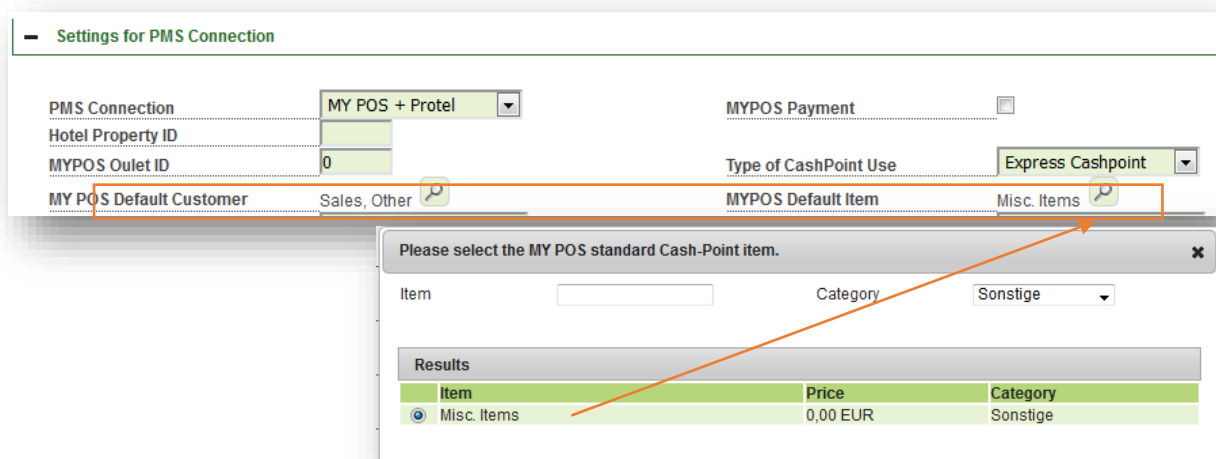 Settings for PMS Connection
PMS Connection MY POS + Protel MYPOS Payment
Hotel Property ID
MYPOS Oulet ID 0 Type of CashPoint Use Express Cashpoint
MY POS Default Customer Sales, Other MYPOS Default Item Misc. Items
Please select the MY POS standard Cash-Point item.
Item Category Sonstige
Results
Item Price Category
Misc. Items 0,00 EUR Sonstige